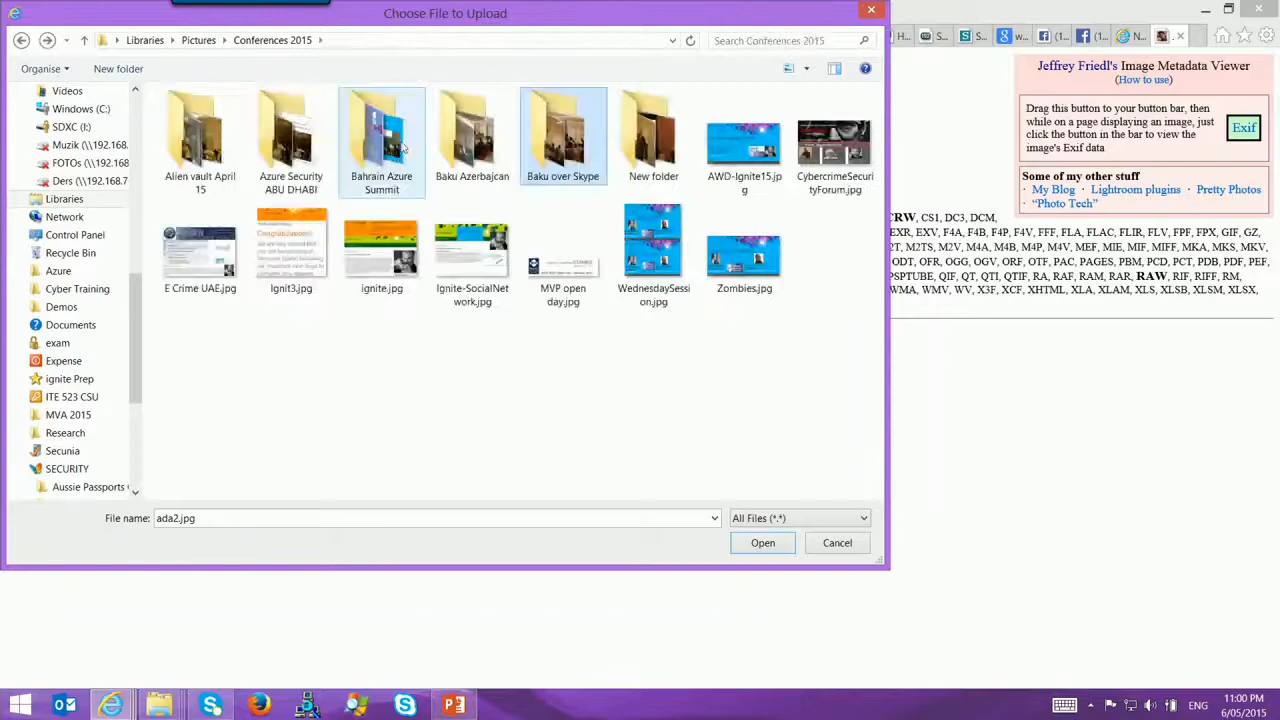 Choose File to Upload
Libraries Pictures Conferences 2015
Search Conferences 2015
Organise New folder
Videos
Windows (C:)
SDXC (I:)
Muzik (\\192.168
FOTOs (\\192.168
Ders (\\192.168.7
Libraries
Network
Control Panel
Recycle Bin
Azure
Cyber Training
Demos
Documents
exam
Expense
ignite Prep
ITE 523 CSU
MVA 2015
Research
Secunia
SECURITY
Aussie Passports
Alien vault April
15
Azure Security
ABU DHABI
Bahrain Azure
Summit
Baku Azerbaijcan
Baku over Skype
New folder
AWD-Ignite15.jp
g
CybercrimeSecuri
tyForum.jpg
E Crime UAE.jpg
Ignit3.jpg
ignite.jpg
Ignite-SocialNet
work.jpg
MVP open
day.jpg
WednesdaySessi
on.jpg
Zombies.jpg
File name: ada2.jpg
All Files (*.*)
Open Cancel
Jeffrey Friedl's Image Metadata Viewer
(How to use)
Drag this button to your button bar, then
while on a page displaying an image, just
click the button in the bar to view the
image's Exif data
Exif
Some of my other stuff
· My Blog · Lightroom plugins · Pretty Photos
· “Photo Tech”
CRW, CS1, DC3, DCM,
EXR, EXV, F4A, F4B, F4P, F4V, FFF, FLA, FLAC, FLIR, FLV, FPF, FPX, GIF, GZ,
M2TS, M2V, M4A, M4B, M4P, M4V, MEF, MIE, MIF, MIFF, MKA, MKS, MKV,
ODT, OFR, OGG, OGV, ORF, OTF, PAC, PAGES, PBM, PCD, PCT, PDB, PDF, PEF,
PSPTUBE, QIF, QT, QTI, QTIF, RA, RAF, RAM, RAR, RAW, RIF, RIFF, RM,
WMA, WMV, WV, X3F, XCF, XHTML, XLA, XLAM, XLS, XLSB, XLSM, XLSX,
ENG
11:00 PM
6/05/2015